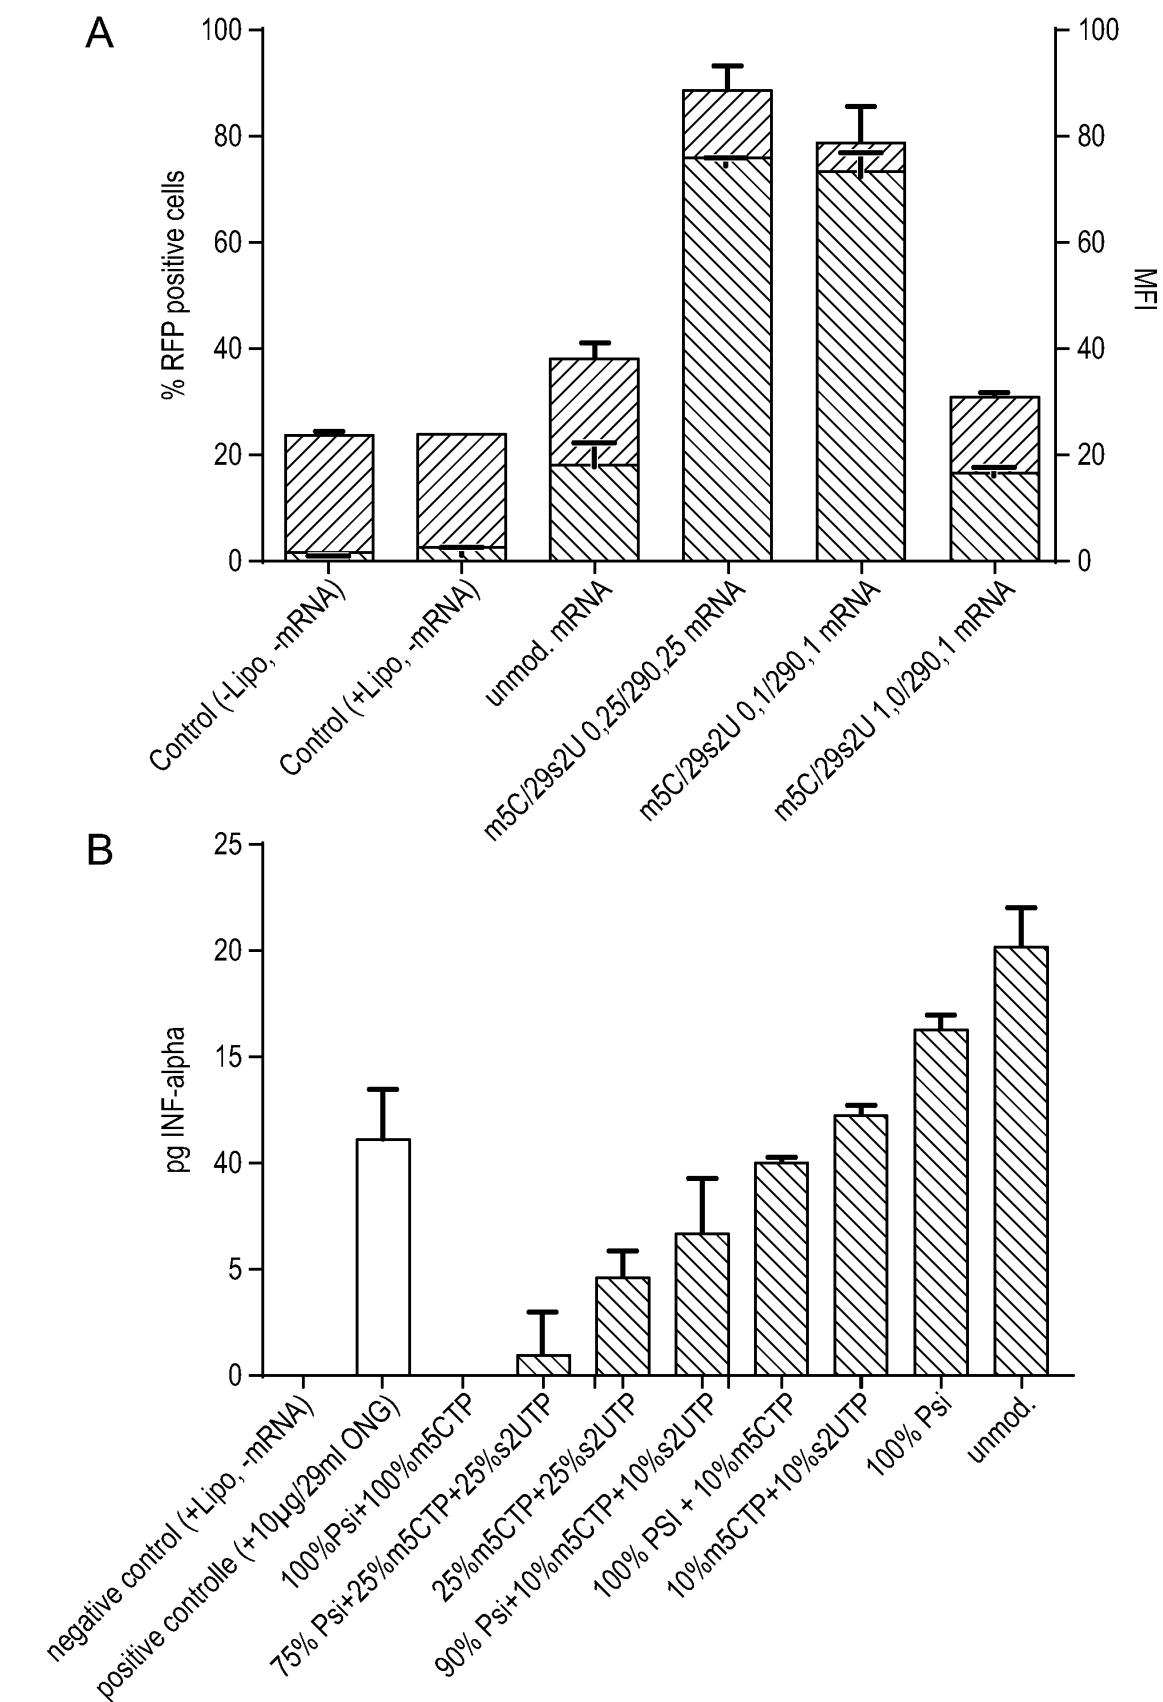 A
100
80
60
40
20
0
% RFP positive cells
100
80
60
40
20
0
MFI
Control (-Lipo, -mRNA)
Control (+Lipo, -mRNA)
unmod. mRNA
m5C/29s2U 0,25/290,25 mRNA
m5C/29s2U 0,1/290,1 mRNA
m5C/29s2U 1,0/290,1 mRNA
B
25
20
15
40
5
0
pg INF-alpha
negative control (+Lipo, -mRNA)
positive controlle (+10µg/29ml ONG)
100%Psi+100%m5CTP
75% Psi+25%m5CTP+25%s2UTP
25%m5CTP+25%s2UTP
90% Psi+10%m5CTP+10%s2UTP
100% PSI + 10%m5CTP
10%m5CTP+10%s2UTP
100% Psi
unmod.